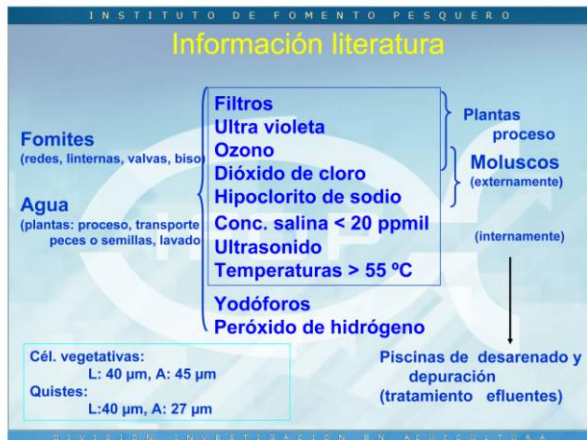 INSTITUTO DE FOMENTO PESQUERO
Información literatura
Fomites
(redes, linternas, valvas, biso)
Agua
(plantas: proceso, transporte
peces o semillas, lavado
Filtros
Ultra violeta
Ozono
Dióxido de cloro
Hipoclorito de sodio
Conc. salina < 20 ppmil
Ultrasonido
Temperaturas > 55 ºC
Yodóforos
Peróxido de hidrógeno
Plantas
proceso
Moluscos
(externamente)
(internamente)
Piscinas de desarenado y
depuración
(tratamiento efluentes)
Cél. vegetativas:
L: 40 µm, A: 45 µm
Quistes:
L:40 µm, A: 27 µm
IFOP
DIVISIÓN INVESTIGACIÓN EN ACUICULTURA